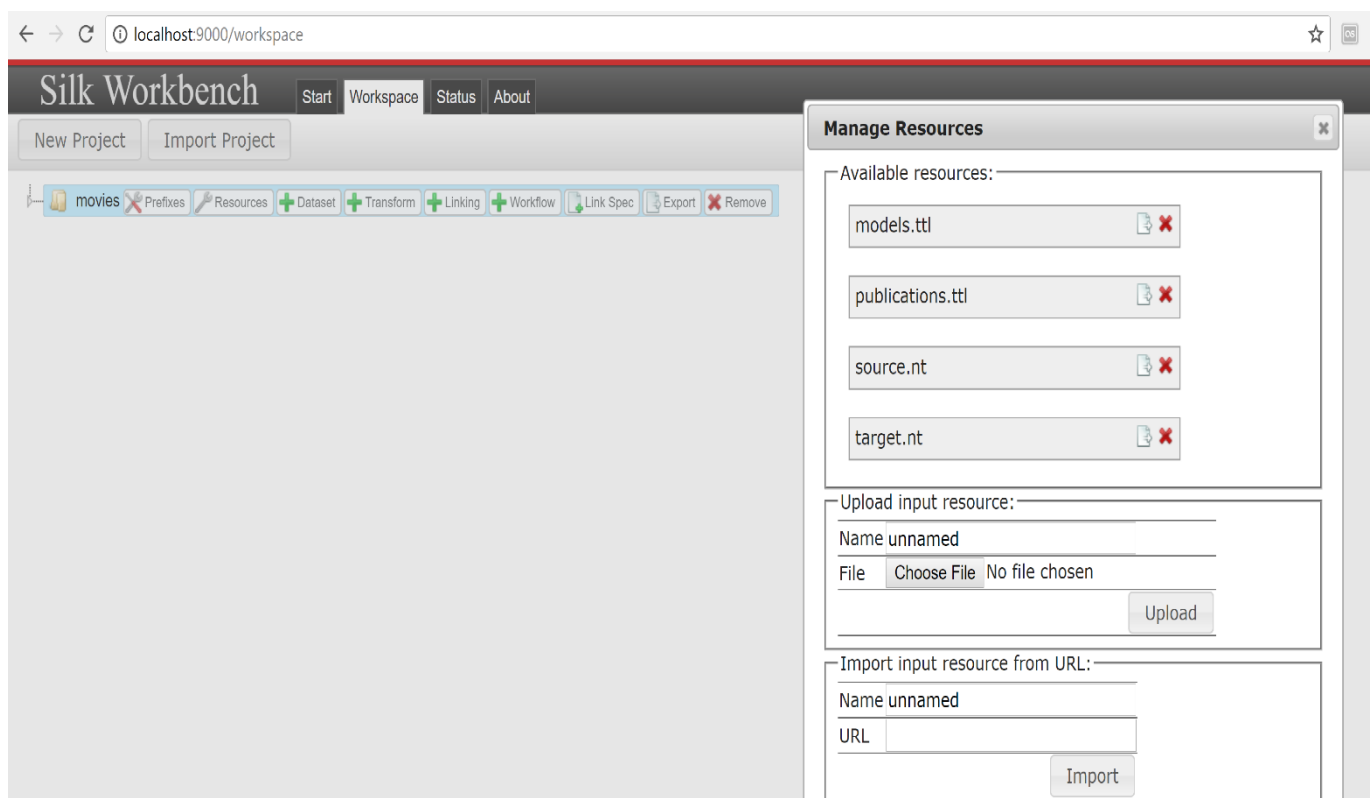 localhost:9000/workspace
Silk Workbench Start Workspace Status About
New Project Import Project
movies Prefixes Resources Dataset Transform Linking Workflow Link Spec Export Remove
Manage Resources
Available resources:
models.ttl
publications.ttl
source.nt
target.nt
Upload input resource:
Name unnamed
File Choose File No file chosen
Upload
Import input resource from URL:
Name unnamed
URL
Import